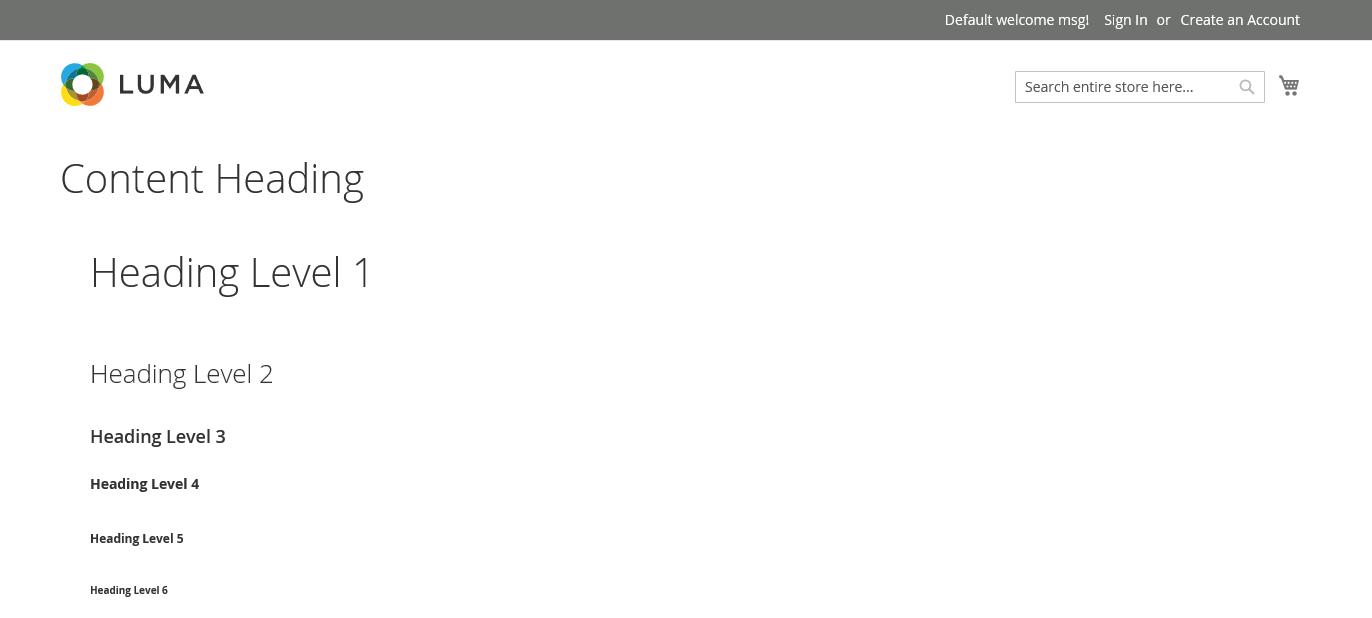 Default welcome msg! Sign In or Create an Account
LUMA
Search entire store here...
Content Heading
Heading Level 1
Heading Level 2
Heading Level 3
Heading Level 4
Heading Level 5
Heading Level 6